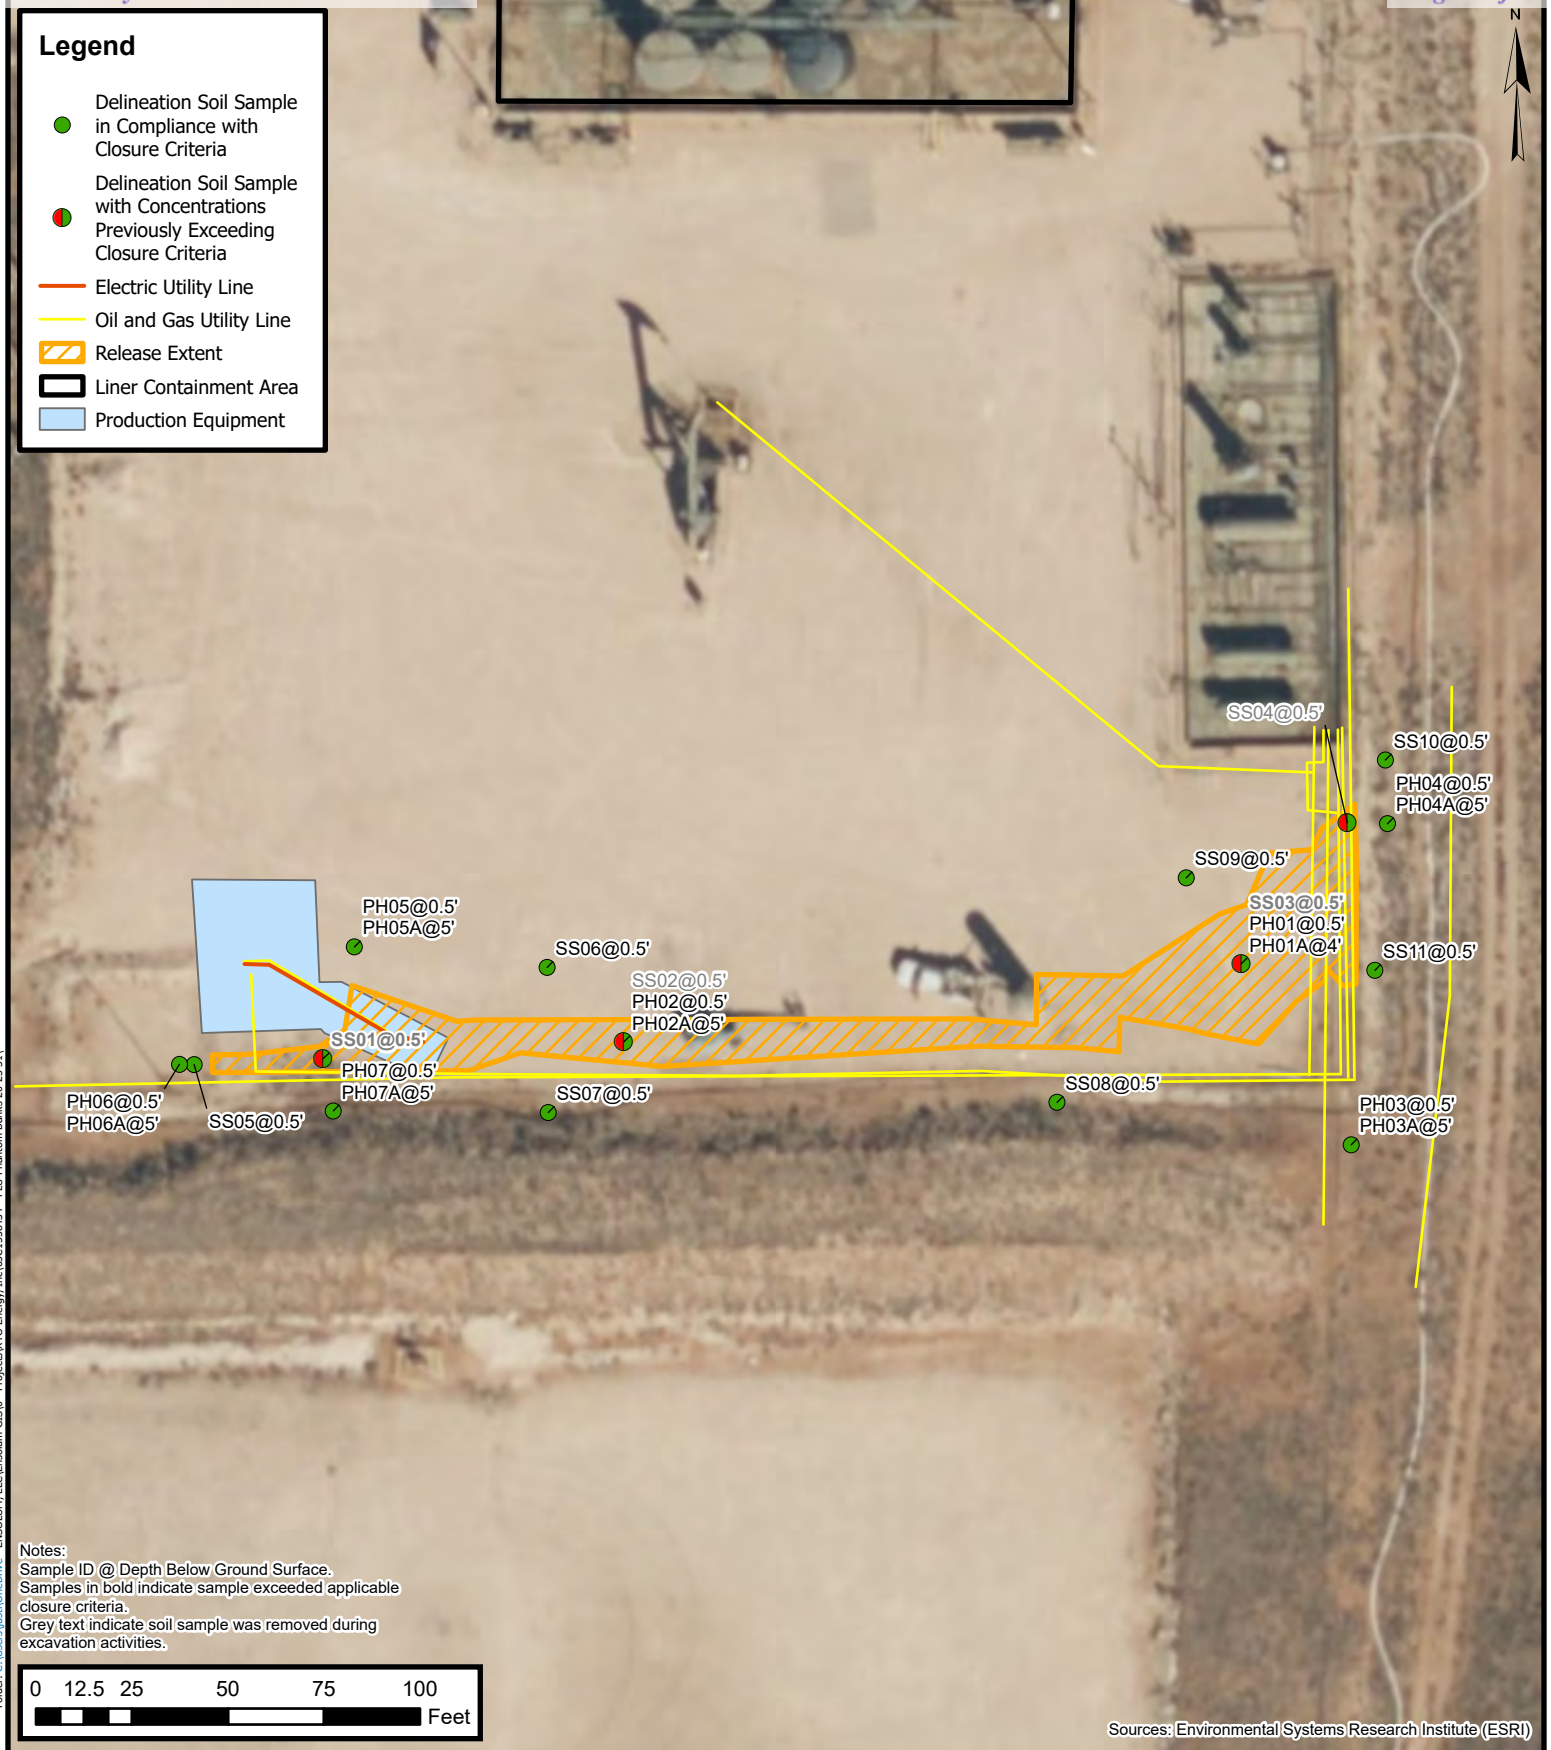 N
Legend
Delineation Soil Sample
in Compliance with
Closure Criteria
Delineation Soil Sample
with Concentrations
Previously Exceeding
Closure Criteria
Electric Utility Line
Oil and Gas Utility Line
Release Extent
Liner Containment Area
Production Equipment
SS04@0.5'
SS10@0.5'
PH04@0.5'
PH04A@5'
SS09@0.5'
SS03@0.5'
PH01@0.5'
PH01A@4'
SS11@0.5'
PH05@0.5'
PH05A@5'
SS06@0.5'
SS02@0.5'
PH02@0.5'
PH02A@5'
SS01@0.5'
PH07@0.5'
PH07A@5'
PH06@0.5'
PH06A@5'
SS05@0.5'
SS07@0.5'
SS08@0.5'
PH03@0.5'
PH03A@5'
Notes:
Sample ID @ Depth Below Ground Surface.
Samples in bold indicate sample exceeded applicable
closure criteria.
Grey text indicate soil sample was removed during
excavation activities.
0 12.5 25 50 75 100
Feet
Sources: Environmental Systems Research Institute (ESRI)